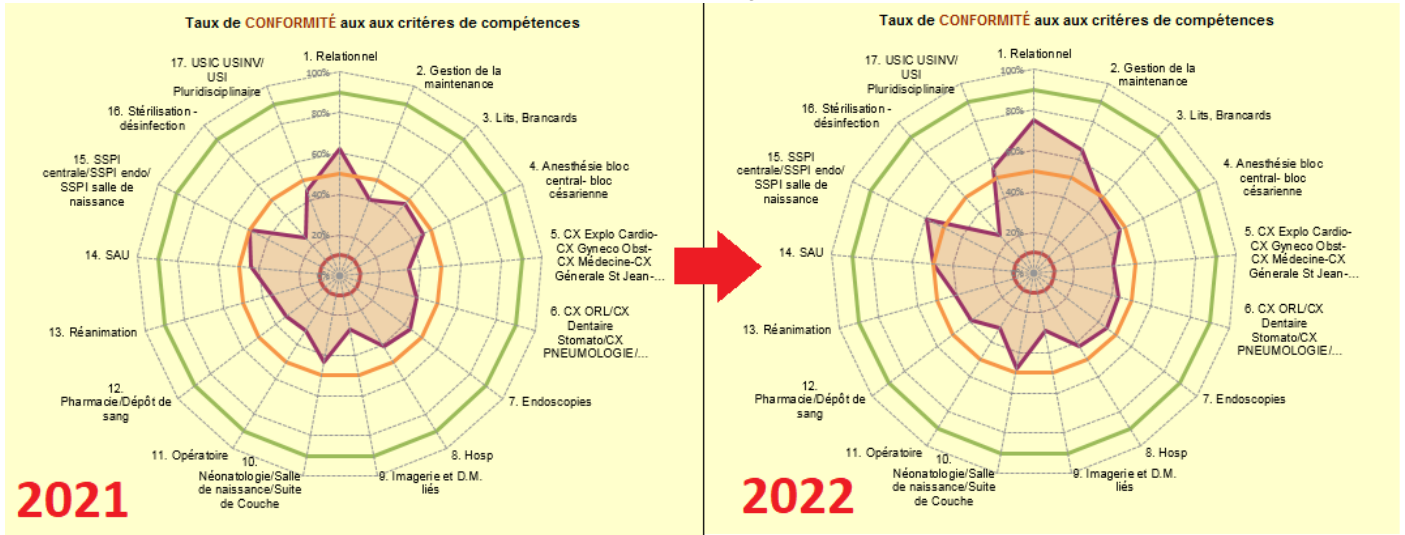 Taux de CONFORMITÉ aux aux critéres de compétences
1. Relationnel
100%
80%
60%
40%
20%
0%
2. Gestion de la
maintenance
3. Lits, Brancards
4. Anesthésie bloc
central- bloc
césarienne
5. CX Explo Cardio-
CX Gyneco Obst-
CX Médecine-CX
Génerale St Jean-...
6. CX ORL/CX
Dentaire
Stomato/CX
PNEUMOLOGIE/...
7. Endoscopies
8. Hosp
9. Imagerie et D.M.
liés
10.
Néonatologie/Salle
de naissance/Suite
de Couche
11. Opératoire
12.
Pharmacie/Dépôt de
sang
13. Réanimation
14. SAU
15. SSPI
centrale/SSPI endo/
SSPI salle de
naissance
16. Stérilisation -
désinfection
17. USIC USINV/
USI
Pluridisciplinaire
2021
Taux de CONFORMITÉ aux aux critéres de compétences
1. Relationnel
100%
80%
60%
40%
20%
0%
2. Gestion de la
maintenance
3. Lits, Brancards
4. Anesthésie bloc
central- bloc
césarienne
5. CX Explo Cardio-
CX Gyneco Obst-
CX Médecine-CX
Génerale St Jean-...
6. CX ORL/CX
Dentaire
Stomato/CX
PNEUMOLOGIE/...
7. Endoscopies
8. Hosp
9. Imagerie et D.M.
liés
10.
Néonatologie/Salle
de naissance/Suite
de Couche
11. Opératoire
12.
Pharmacie/Dépôt de
sang
13. Réanimation
14. SAU
15. SSPI
centrale/SSPI endo/
SSPI salle de
naissance
16. Stérilisation -
désinfection
17. USIC USINV/
USI
Pluridisciplinaire
2022